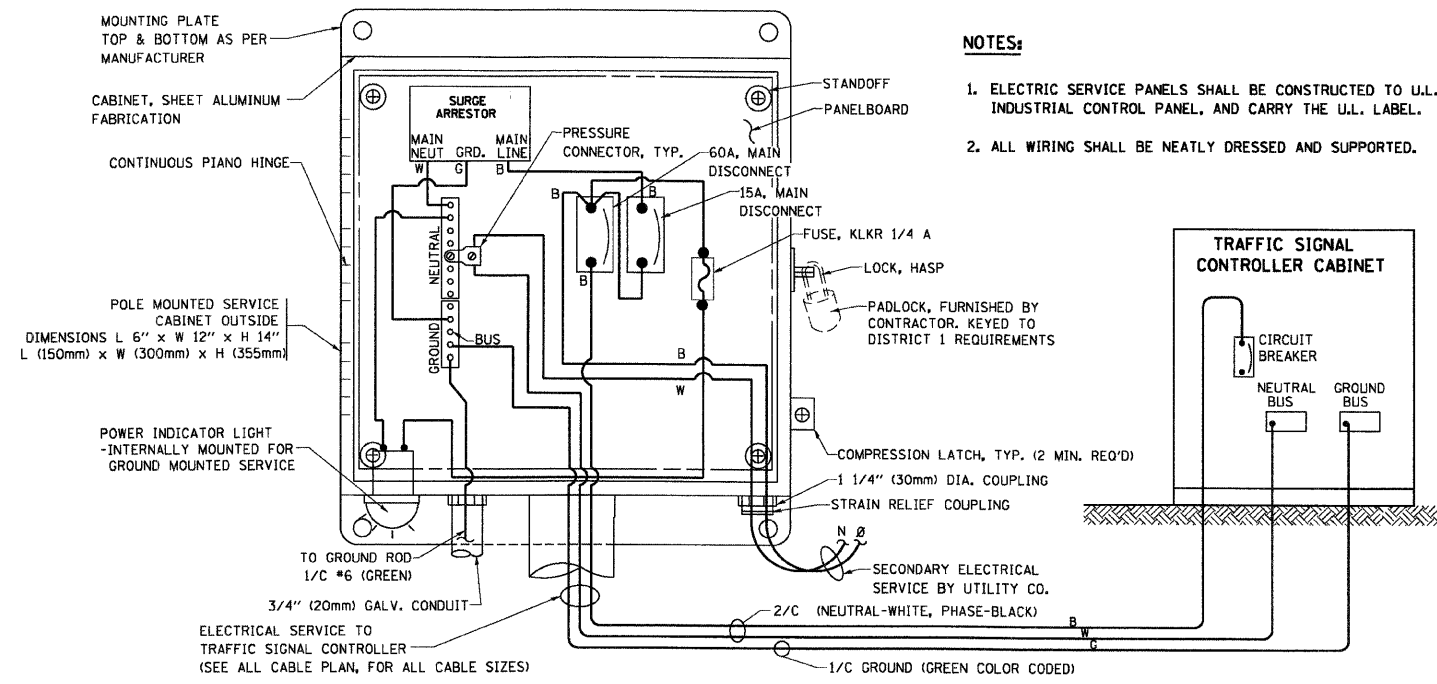 MOUNTING PLATE
TOP & BOTTOM AS PER
MANUFACTURER
CABINET, SHEET ALUMINUM
FABRICATION
CONTINUOUS PIANO HINGE
POLE MOUNTED SERVICE
CABINET OUTSIDE
DIMENSIONS L 6" x W 12" x H 14"
L (150mm) x W (300mm) x H (355mm)
POWER INDICATOR LIGHT
-INTERNALLY MOUNTED FOR
GROUND MOUNTED SERVICE
TO GROUND ROD
1/C #6 (GREEN)
3/4" (20mm) GALV. CONDUIT
ELECTRICAL SERVICE TO
TRAFFIC SIGNAL CONTROLLER
(SEE ALL CABLE PLAN, FOR ALL CABLE SIZES)
SURGE
ARRESTOR
MAIN
NEUT
GRD.
MAIN
LINE
W
G
B
PRESSURE
CONNECTOR, TYP.
NEUTRAL
GROUND
BUS
B
B
B
60A, MAIN
DISCONNECT
15A, MAIN
DISCONNECT
STANDOFF
PANELBOARD
FUSE, KLKR 1/4 A
LOCK, HASP
PADLOCK, FURNISHED BY
CONTRACTOR. KEYED TO
DISTRICT 1 REQUIREMENTS
B
W
COMPRESSION LATCH, TYP. (2 MIN. REQ'D)
1 1/4" (30mm) DIA. COUPLING
STRAIN RELIEF COUPLING
N Ø
SECONDARY ELECTRICAL
SERVICE BY UTILITY CO.
2/C (NEUTRAL-WHITE, PHASE-BLACK)
B
W
G
1/C GROUND (GREEN COLOR CODED)
NOTES:
1. ELECTRIC SERVICE PANELS SHALL BE CONSTRUCTED TO U.L.
INDUSTRIAL CONTROL PANEL, AND CARRY THE U.L. LABEL.
2. ALL WIRING SHALL BE NEATLY DRESSED AND SUPPORTED.
TRAFFIC SIGNAL
CONTROLLER CABINET
CIRCUIT
BREAKER
NEUTRAL
BUS
GROUND
BUS